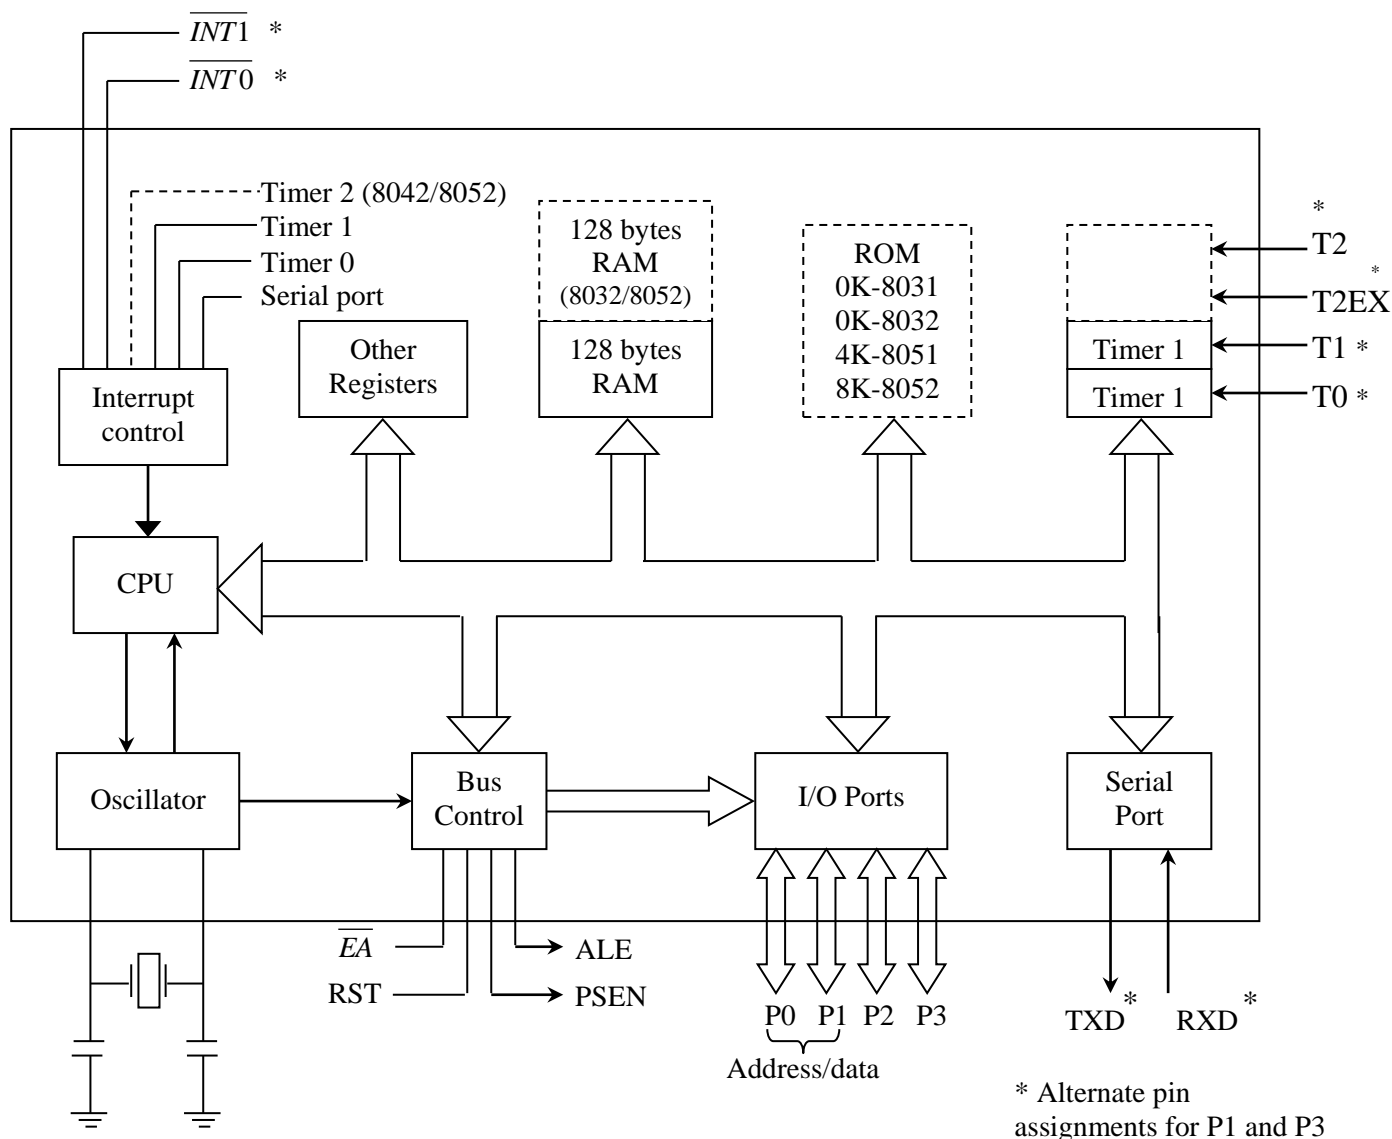 INT1 *
INT0 *
Timer 2 (8042/8052)
Timer 1
Timer 0
Serial port
128 bytes
RAM
(8032/8052)
128 bytes
RAM
ROM
0K-8031
0K-8032
4K-8051
8K-8052
*
T2
*
T2EX
Timer 1
T1 *
Timer 1
T0 *
Other
Registers
Interrupt
control
CPU
Oscillator
Bus
Control
I/O Ports
Serial
Port
EA
ALE
RST
PSEN
P0 P1 P2 P3
Address/data
TXD *
RXD *
* Alternate pin
assignments for P1 and P3